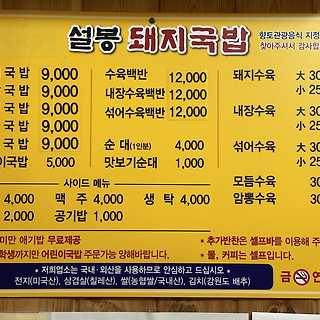 설봉 돼지국밥
향토관광음식 지정
찾아주셔서 감사합
국밥 9,000 수육백반 12,000 돼지수육 大 30
국밥 9,000 小 25
국밥 9,000 내장수육백반 12,000 내장수육 大 30
국밥 9,000 섞어수육백반 12,000 小 25
국밥 9,000 순대(1인분) 4,000 섞어수육 大 30
이국밥 5,000 맛보기순대 1,000 小 25
사이드 메뉴 모듬수육 30
4,000 맥주 4,000 생탁 4,000 암뽕수육 30
2,000 공기밥 1,000
미만 애기밥 무료제공
학생까지만 어린이국밥 주문가능 양해바랍니다.
* 추가반찬은 셀프바를 이용해 주
* 물, 커피는 셀프입니다.
* 저희업소는 국내·외산을 사용하므로 안심하고 드십시오 *
전지(미국산), 삼겹살(칠레산), 쌀(농협쌀/국내산), 김치(강원도 배추)
금 연